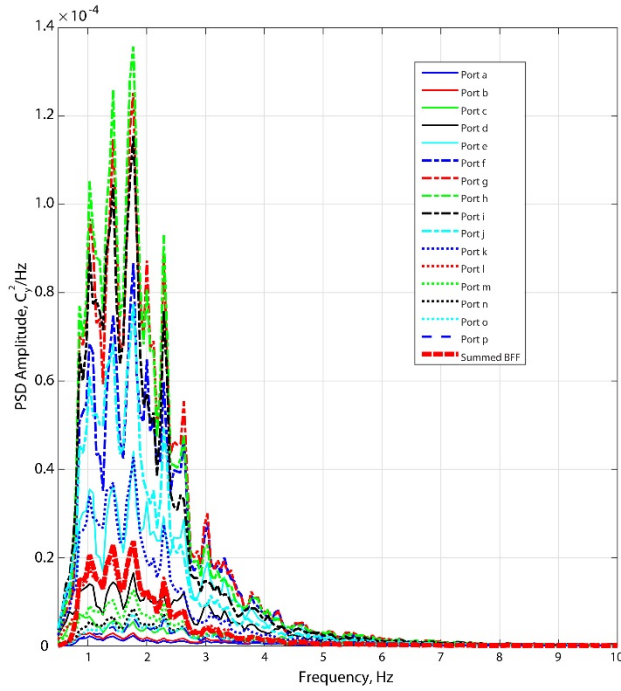 ×10⁻⁴
1.4
1.2
1.0
0.8
0.6
0.4
0.2
0
PSD Amplitude, C_y^2/Hz
1 2 3 4 5 6 7 8 9 10
Frequency, Hz
Port a
Port b
Port c
Port d
Port e
Port f
Port g
Port h
Port i
Port j
Port k
Port l
Port m
Port n
Port o
Port p
Summed BFF